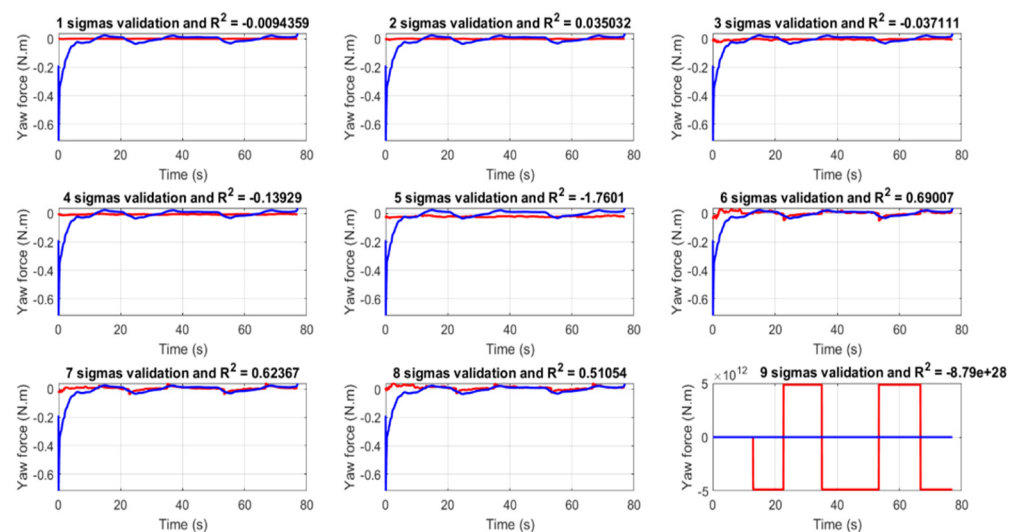 1 sigmas validation and R² = -0.0094359
2 sigmas validation and R² = 0.035032
3 sigmas validation and R² = -0.037111
Yaw force (N.m)
0
-0.2
-0.4
-0.6
0 20 40 60 80
Time (s)
Yaw force (N.m)
0
-0.2
-0.4
-0.6
0 20 40 60 80
Time (s)
Yaw force (N.m)
0
-0.2
-0.4
-0.6
0 20 40 60 80
Time (s)
4 sigmas validation and R² = -0.13929
5 sigmas validation and R² = -1.7601
6 sigmas validation and R² = 0.69007
Yaw force (N.m)
0
-0.2
-0.4
-0.6
0 20 40 60 80
Time (s)
Yaw force (N.m)
0
-0.2
-0.4
-0.6
0 20 40 60 80
Time (s)
Yaw force (N.m)
0
-0.2
-0.4
-0.6
0 20 40 60 80
Time (s)
7 sigmas validation and R² = 0.62367
8 sigmas validation and R² = 0.51054
9 sigmas validation and R² = -8.79e+28
Yaw force (N.m)
0
-0.2
-0.4
-0.6
0 20 40 60 80
Time (s)
Yaw force (N.m)
0
-0.2
-0.4
-0.6
0 20 40 60 80
Time (s)
×10¹²
Yaw force (N.m)
5
0
-5
0 20 40 60 80
Time (s)